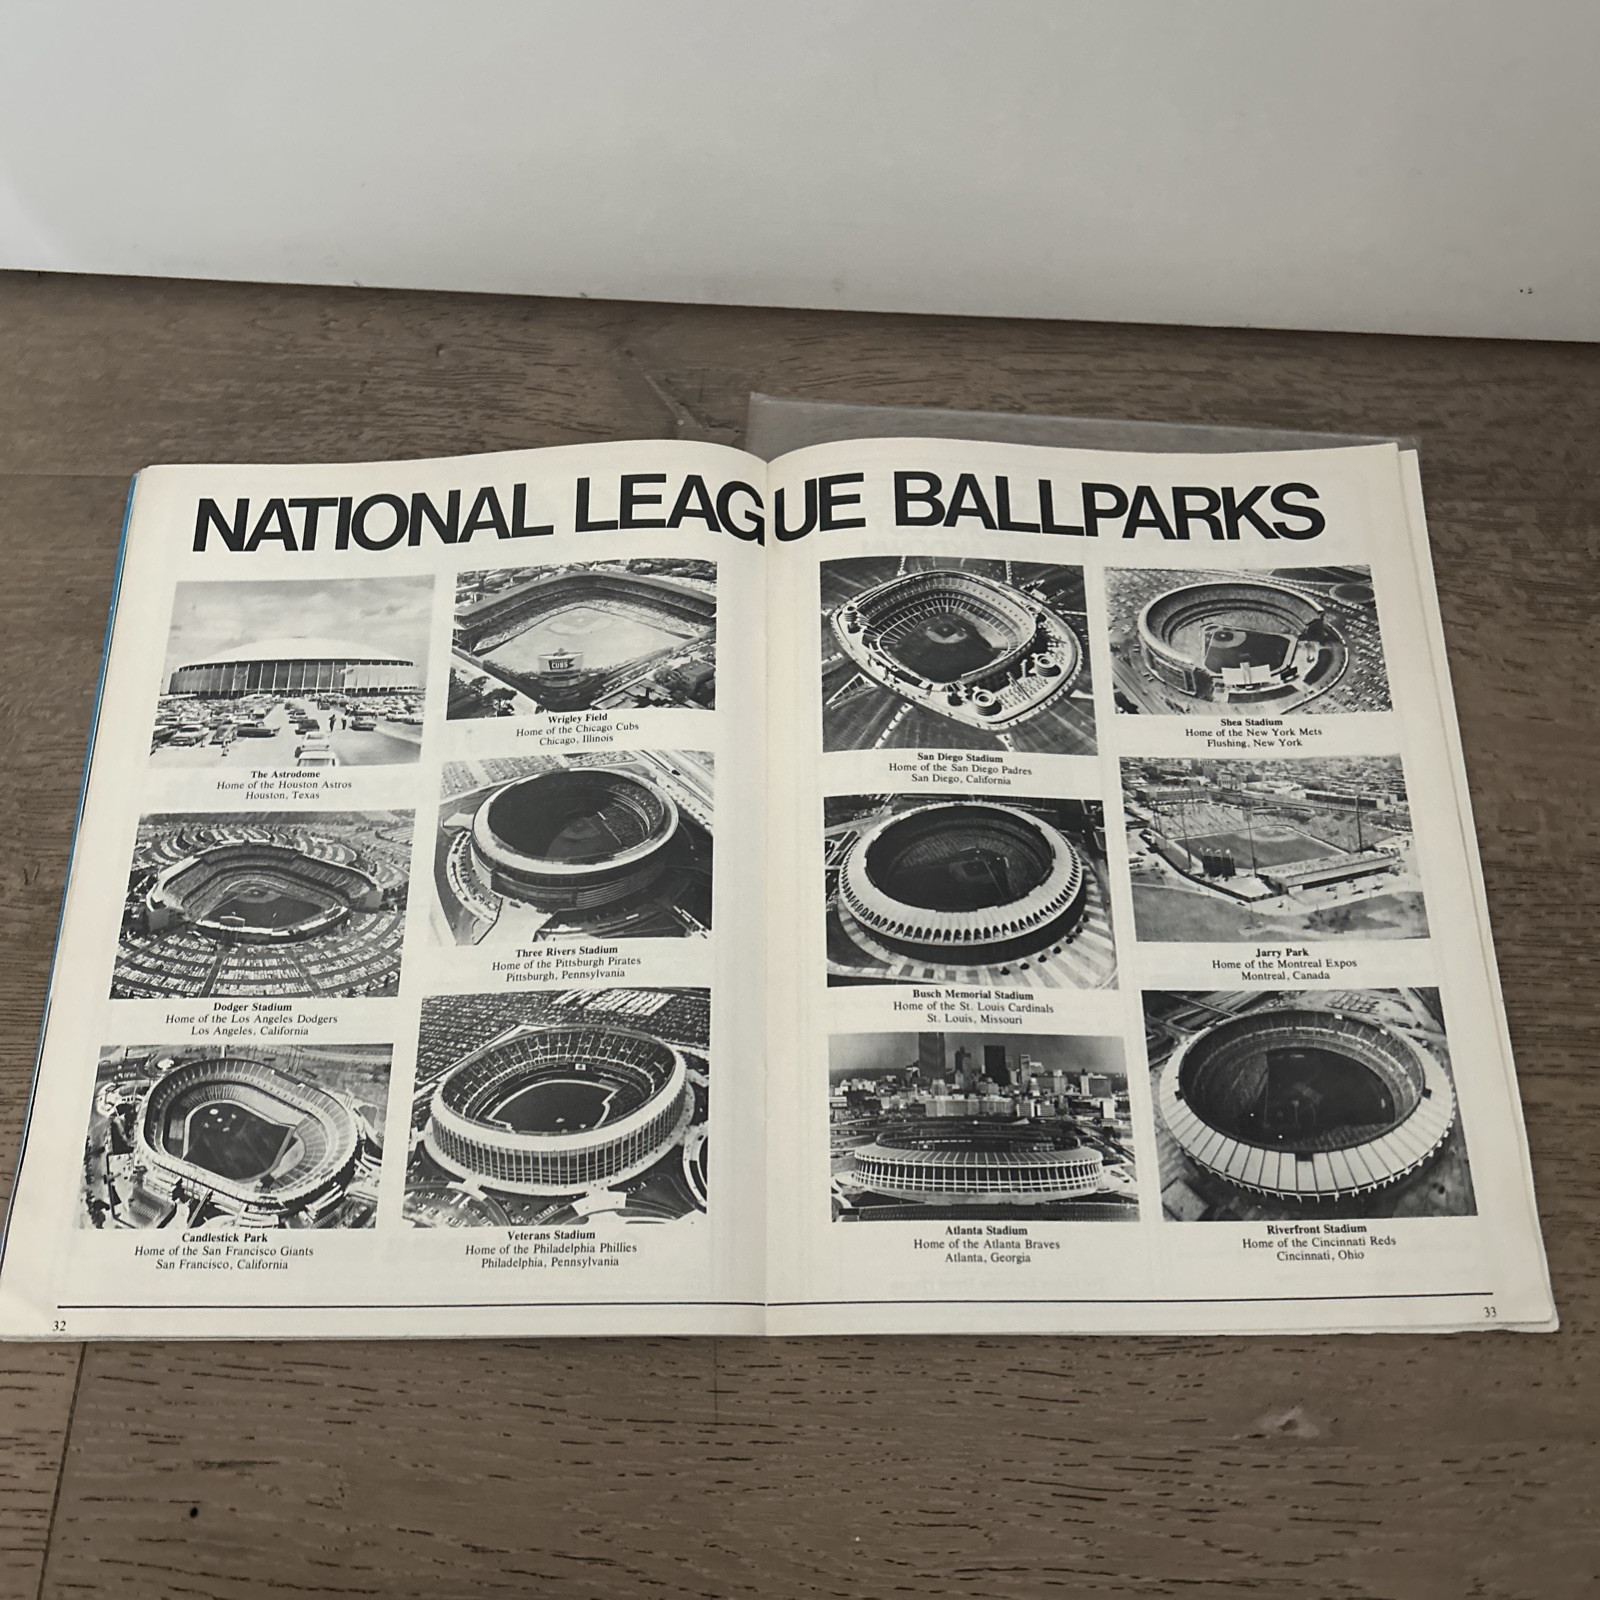 NATIONAL LEAGUE BALLPARKS
CUBS
The Astrodome
Home of the Houston Astros
Houston, Texas
Wrigley Field
Home of the Chicago Cubs
Chicago, Illinois
Dodger Stadium
Home of the Los Angeles Dodgers
Los Angeles, California
Three Rivers Stadium
Home of the Pittsburgh Pirates
Pittsburgh, Pennsylvania
Candlestick Park
Home of the San Francisco Giants
San Francisco, California
Veterans Stadium
Home of the Philadelphia Phillies
Philadelphia, Pennsylvania
32
San Diego Stadium
Home of the San Diego Padres
San Diego, California
Shea Stadium
Home of the New York Mets
Flushing, New York
Busch Memorial Stadium
Home of the St. Louis Cardinals
St. Louis, Missouri
Jarry Park
Home of the Montreal Expos
Montreal, Canada
Atlanta Stadium
Home of the Atlanta Braves
Atlanta, Georgia
Riverfront Stadium
Home of the Cincinnati Reds
Cincinnati, Ohio
33